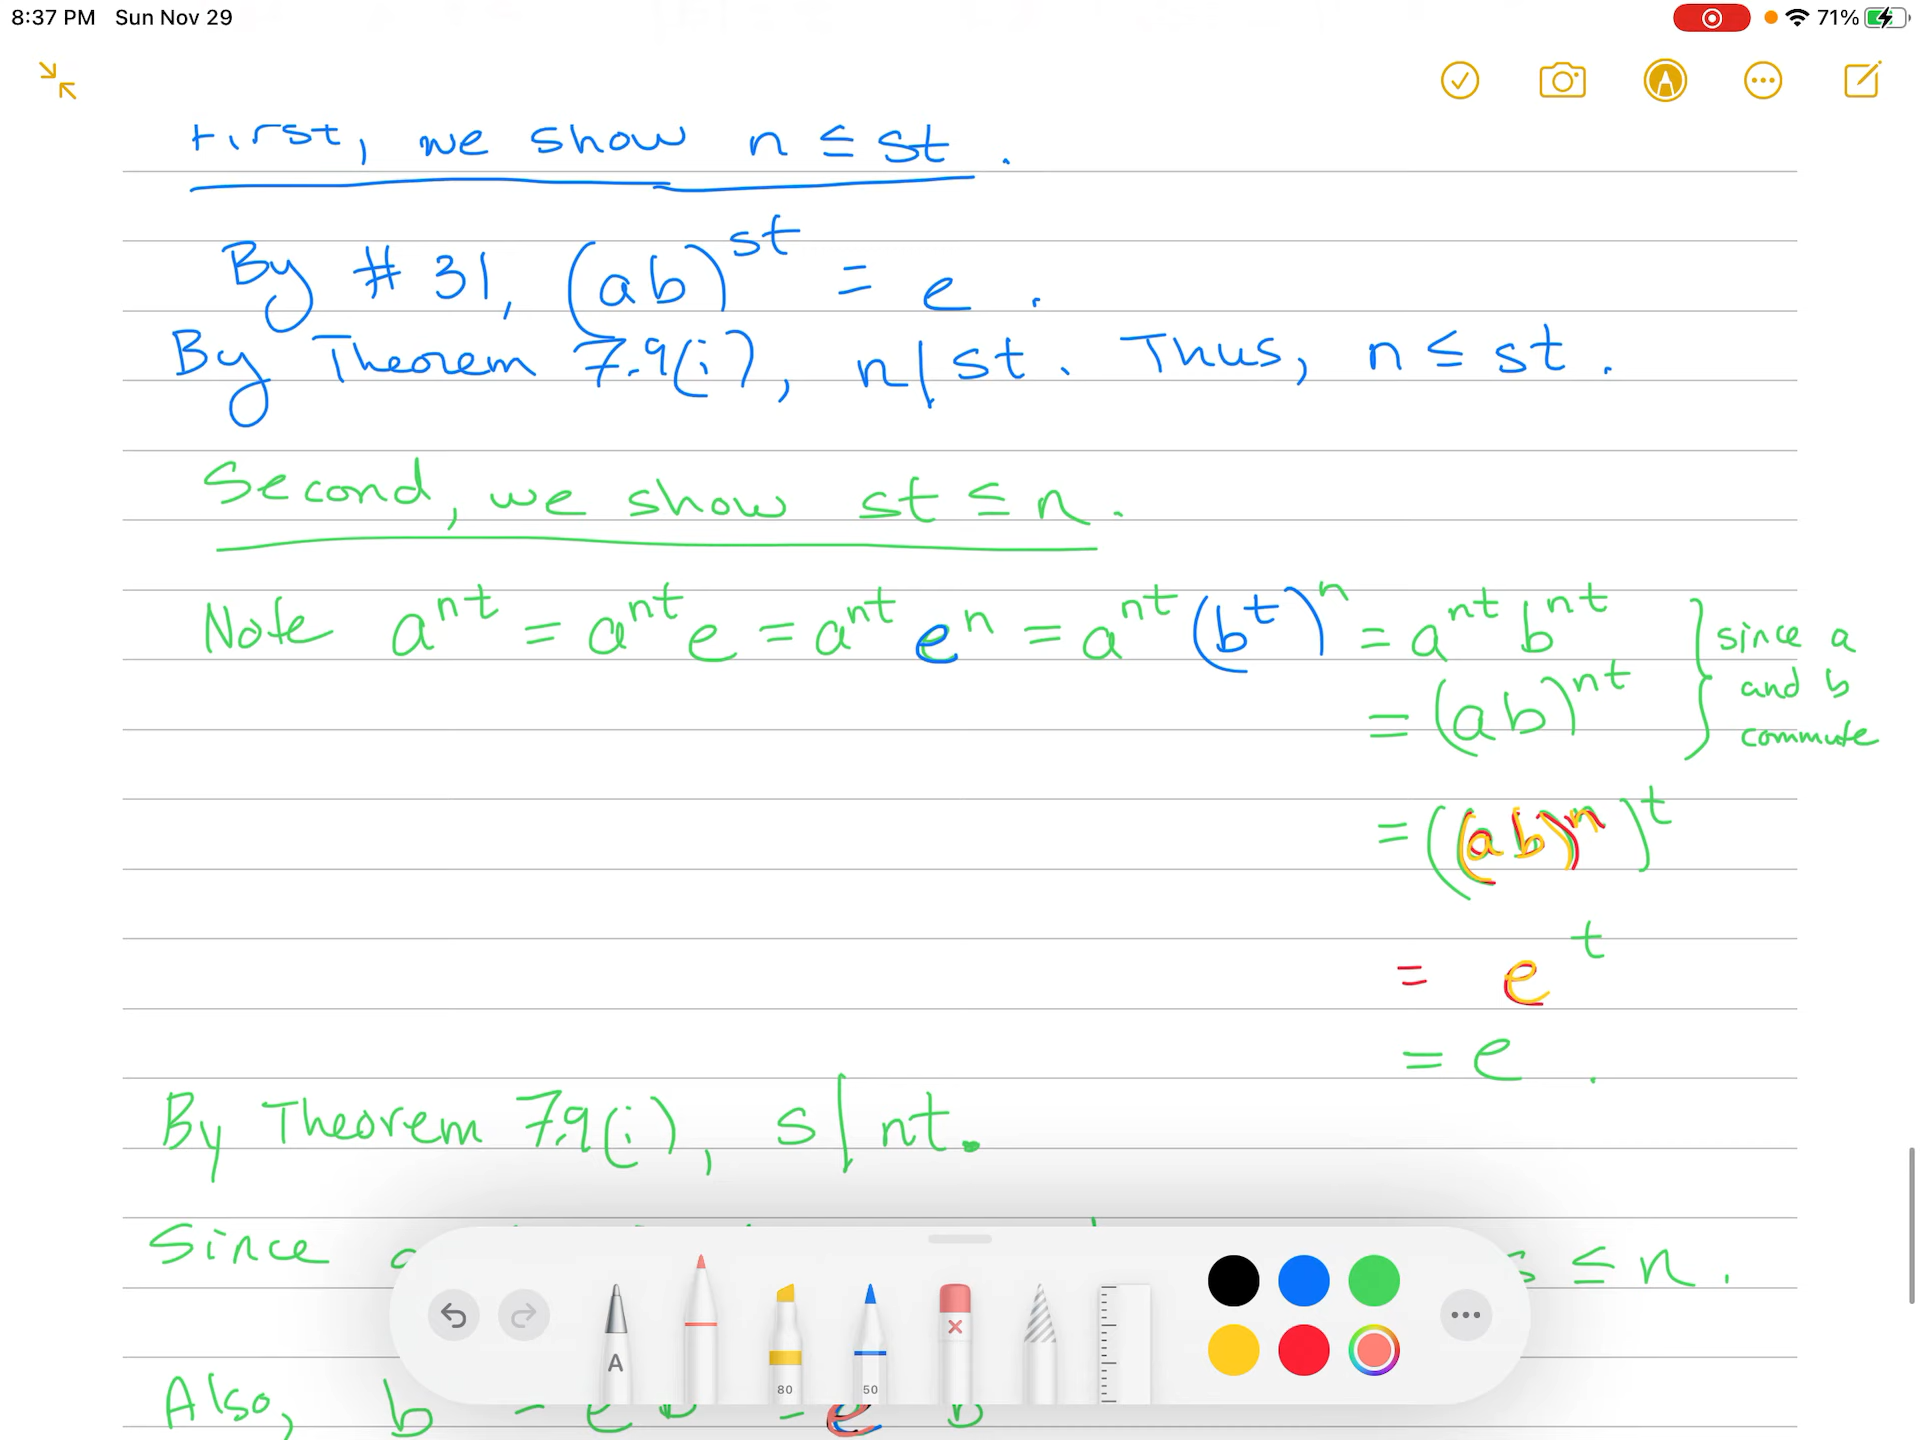 8:37 PM Sun Nov 29
71%
First, we show n ≤ st.
By # 31, (ab)^st = e.
By Theorem 7.9(i), n|st. Thus, n ≤ st.
Second, we show st ≤ n.
Note a^nt = a^nt e = a^nt e^n = a^nt (b^t)^n = a^nt b^nt
= (ab)^nt
since a
and b
commute
= ((ab)^n)^t
= e^t
= e.
By Theorem 7.9(i), s|nt.
Since ≤ n.
Also, b = e b = e b
A
80
50